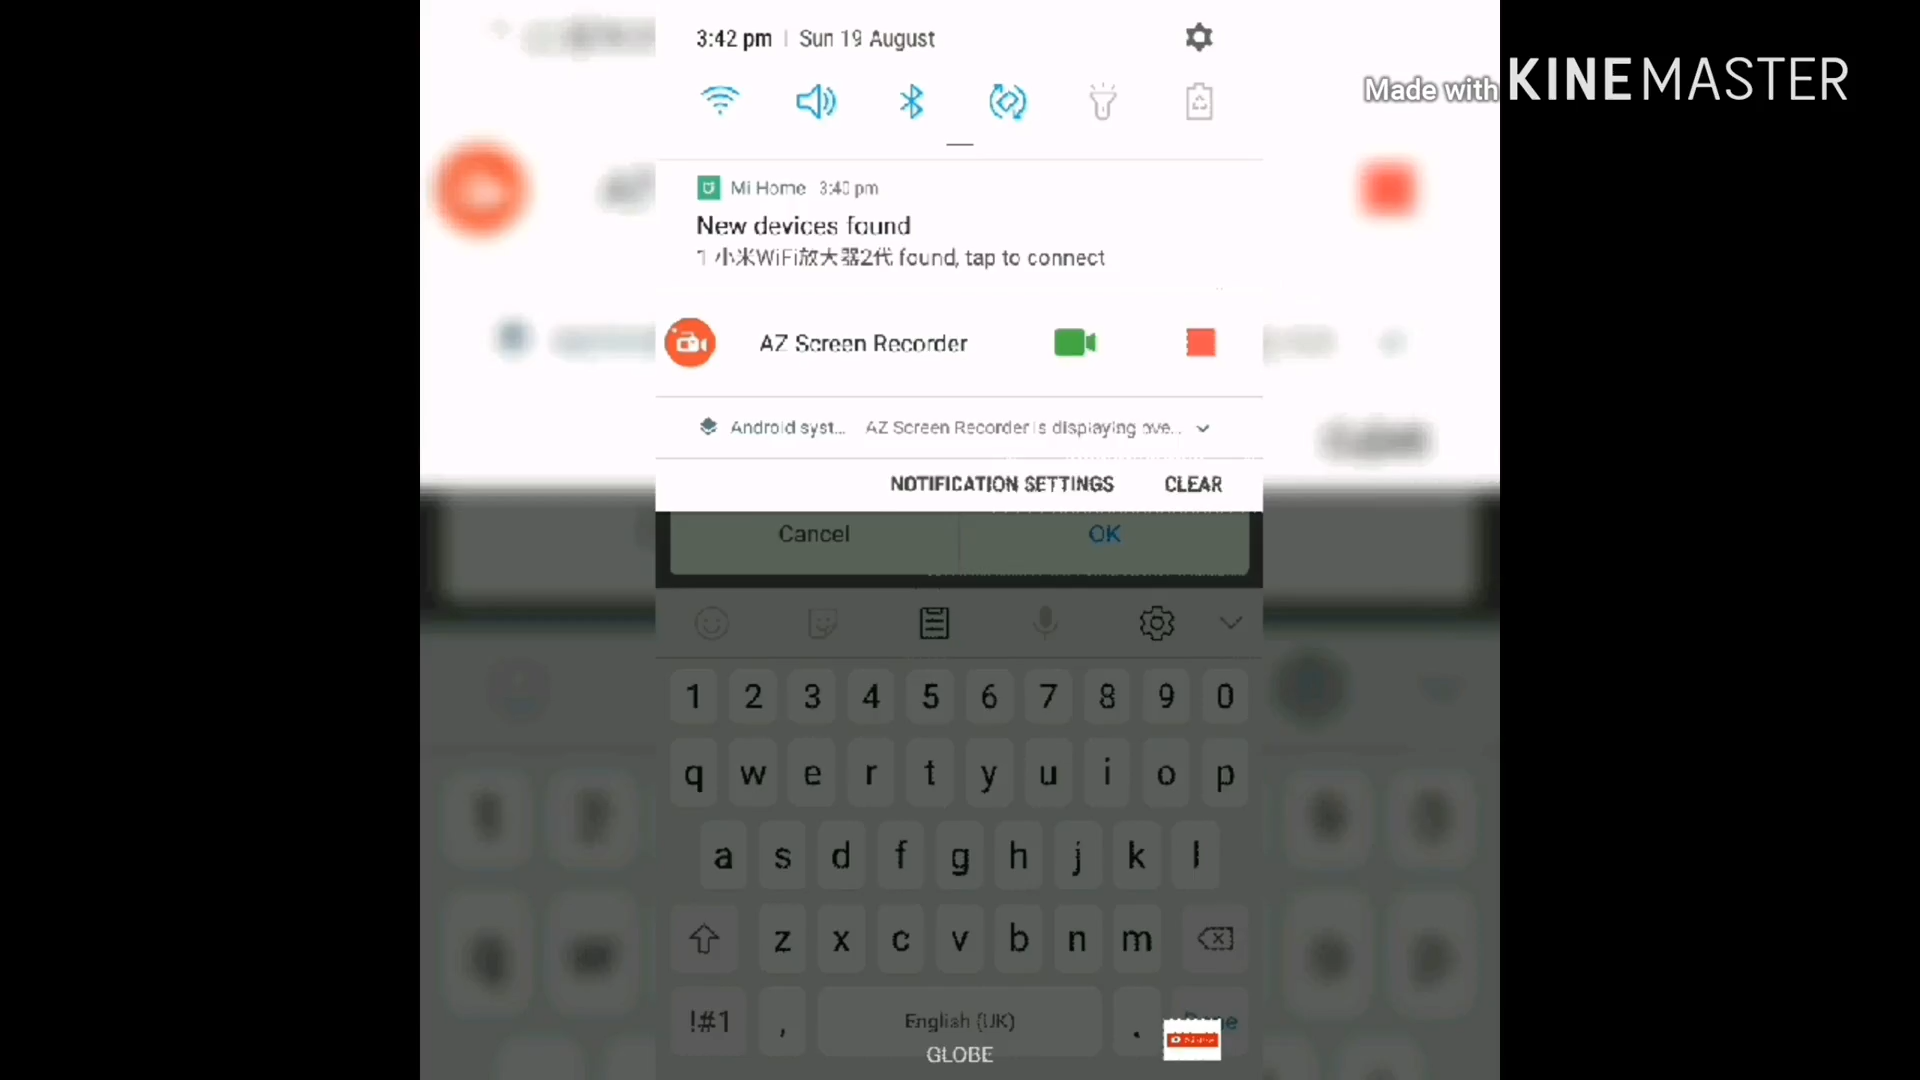 3:42 pm | Sun 19 August
Made with KINEMASTER
Mi Home 3:40 pm
New devices found
1 小米WiFi放大器2代 found, tap to connect
AZ Screen Recorder
Android syst... AZ Screen Recorder is displaying ove...
NOTIFICATION SETTINGS CLEAR
Cancel OK
1 2 3 4 5 6 7 8 9 0
q w e r t y u i o p
a s d f g h j k l
z x c v b n m
!#1 , English (UK) .
GLOBE